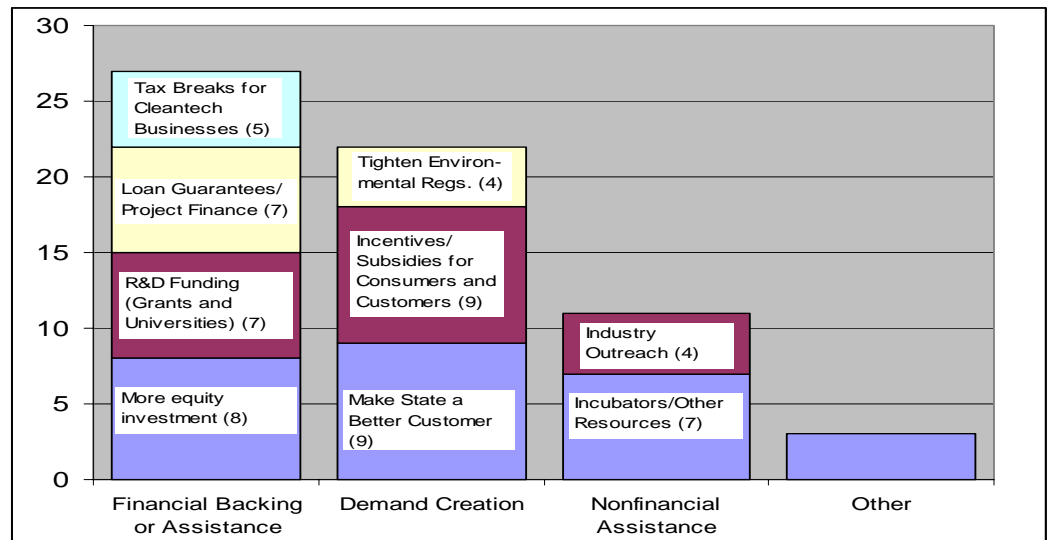 30
25
20
15
10
5
0
Tax Breaks for
Cleantech
Businesses (5)
Loan Guarantees/
Project Finance (7)
R&D Funding
(Grants and
Universities) (7)
More equity
investment (8)
Tighten Environ-
mental Regs. (4)
Incentives/
Subsidies for
Consumers and
Customers (9)
Make State a
Better Customer
(9)
Industry
Outreach (4)
Incubators/Other
Resources (7)
Financial Backing
or Assistance
Demand Creation
Nonfinancial
Assistance
Other